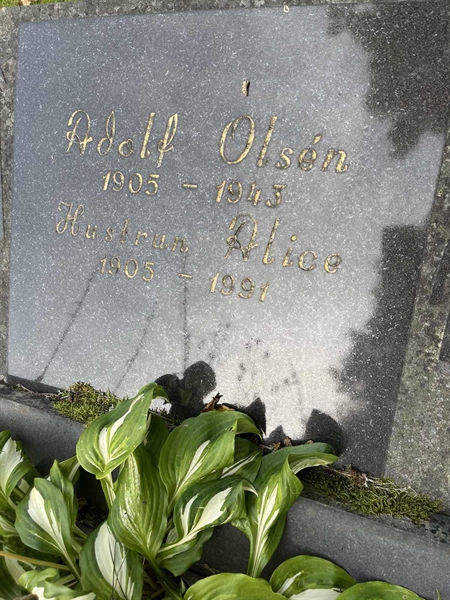 Adolf Olsén
1905 - 1943
Hustrun Alice
1905 - 1991